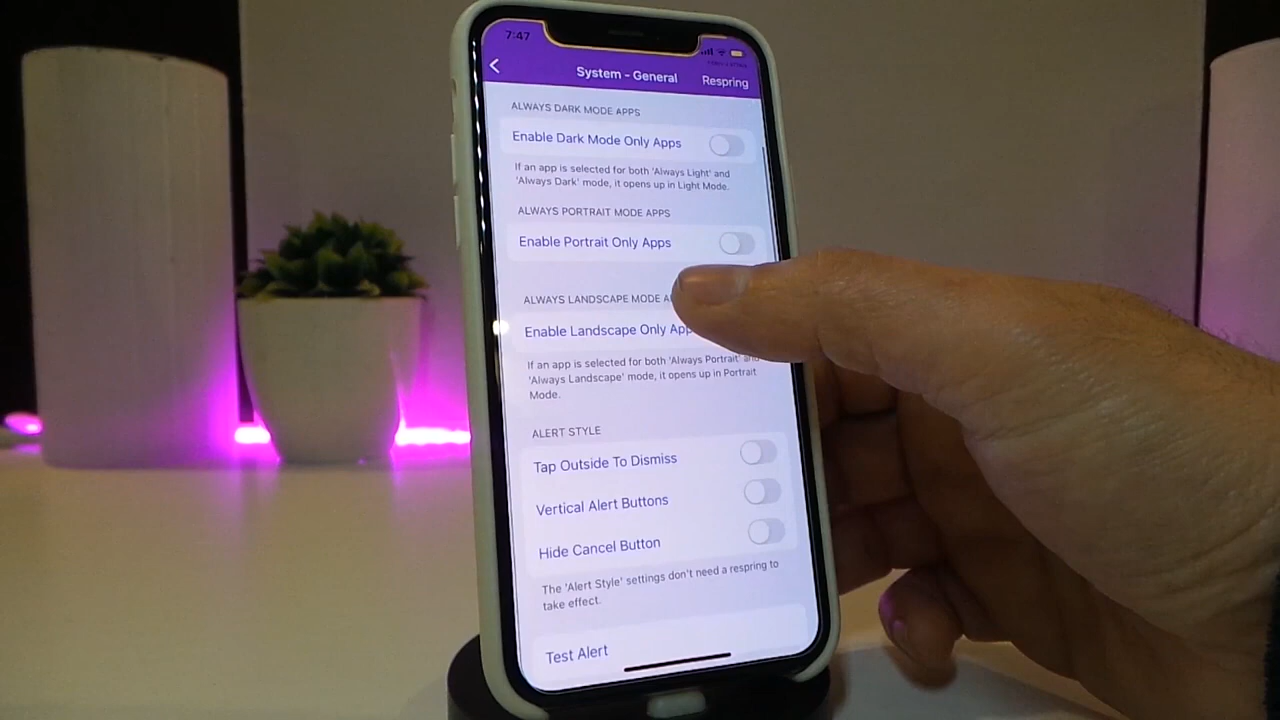 7:47
System - General
Respring
ALWAYS DARK MODE APPS
Enable Dark Mode Only Apps
If an app is selected for both 'Always Light' and
'Always Dark' mode, it opens up in Light Mode.
ALWAYS PORTRAIT MODE APPS
Enable Portrait Only Apps
ALWAYS LANDSCAPE MODE A
Enable Landscape Only App
If an app is selected for both 'Always Portrait' and
'Always Landscape' mode, it opens up in Portrait
Mode.
ALERT STYLE
Tap Outside To Dismiss
Vertical Alert Buttons
Hide Cancel Button
The 'Alert Style' settings don't need a respring to
take effect.
Test Alert